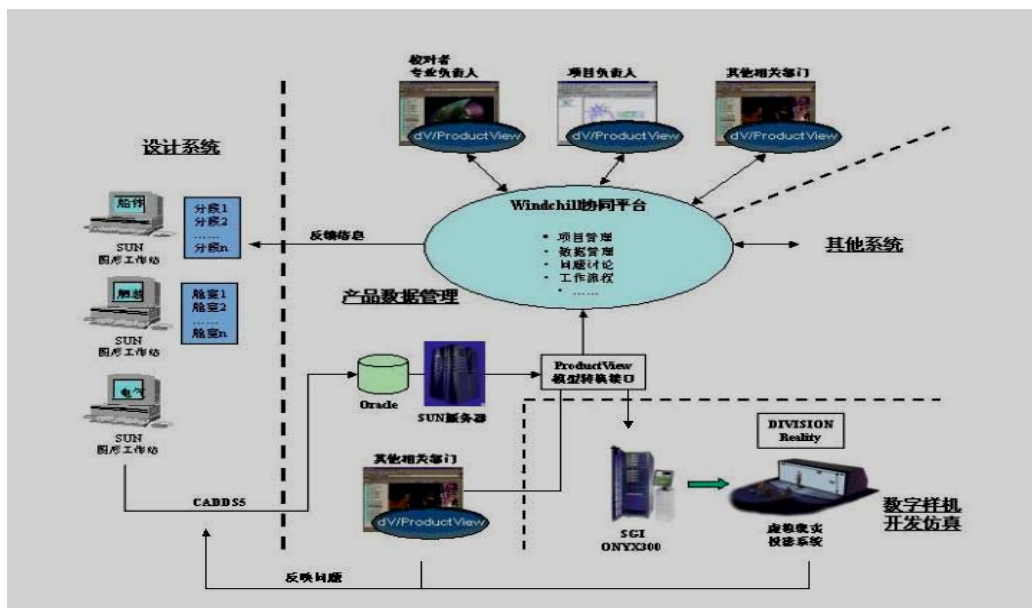 校对者
专业负责人
项目负责人
其他相关部门
dV/ProductView
dV/ProductView
dV/ProductView
设计系统
船体
分段1
分段2
……
分段n
SUN
图形工作站
反馈信息
Windchill协同平台
• 项目管理
• 数据管理
• 问题讨论
• 工作流程
• ……
其他系统
产品数据管理
舾装
舱室1
舱室2
……
舱室n
SUN
图形工作站
电气
SUN
图形工作站
Oracle
SUN服务器
ProductView
模型转换接口
DIVISION
Reality
其他相关部门
dV/ProductView
CADDS5
SGI
ONYX300
虚拟现实
投影系统
数字样机
开发仿真
反映问题